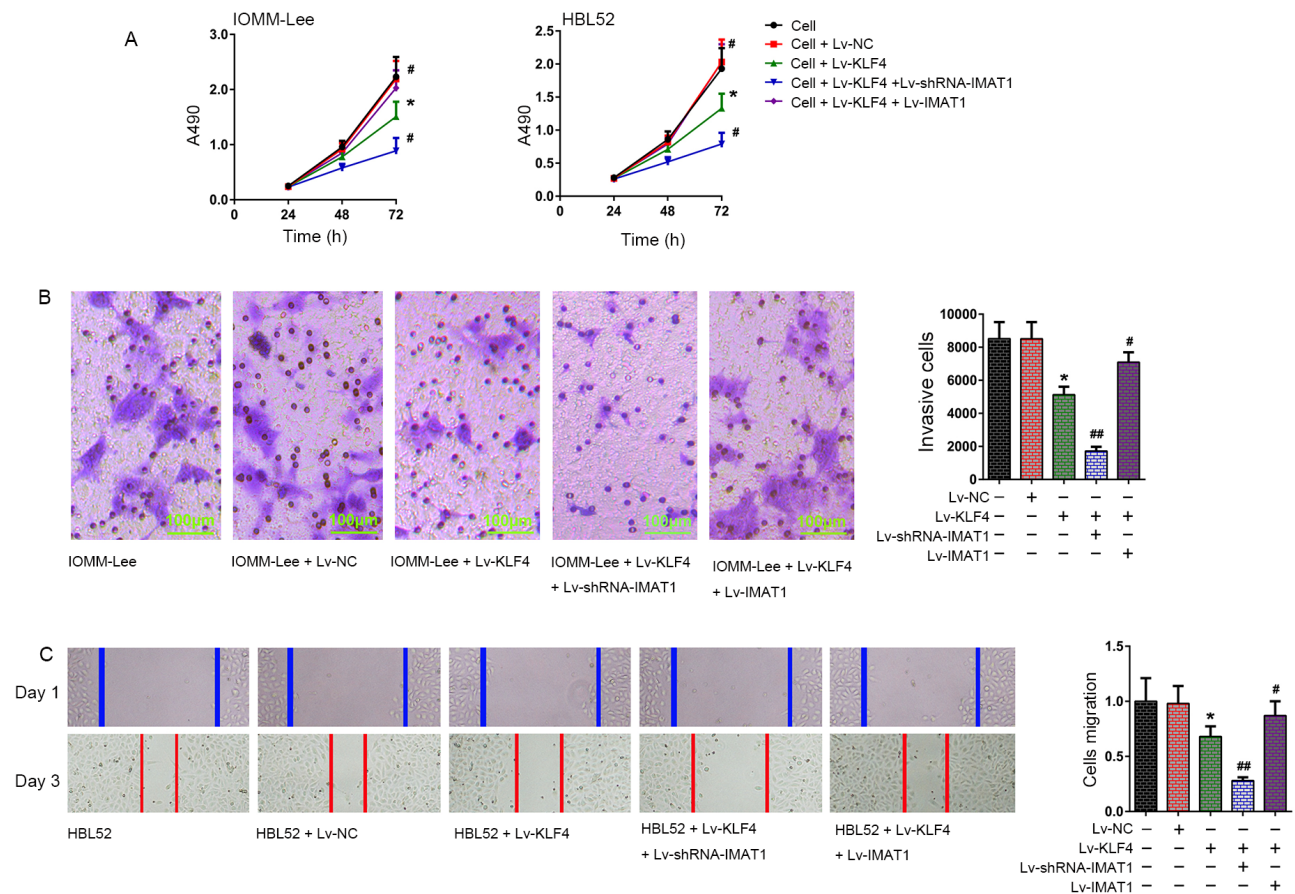 A
IOMM-Lee
3.0
2.0
1.0
0.0
A490
0
24
48
72
Time (h)
#
*
#
HBL52
2.5
2.0
1.5
1.0
0.5
0.0
A490
0
24
48
72
Time (h)
#
*
#
Cell
Cell + Lv-NC
Cell + Lv-KLF4
Cell + Lv-KLF4 +Lv-shRNA-IMAT1
Cell + Lv-KLF4 + Lv-IMAT1
B
100μm
100μm
100μm
100μm
100μm
IOMM-Lee
IOMM-Lee + Lv-NC
IOMM-Lee + Lv-KLF4
IOMM-Lee + Lv-KLF4
+ Lv-shRNA-IMAT1
IOMM-Lee + Lv-KLF4
+ Lv-IMAT1
Invasive cells
10000
8000
6000
4000
2000
0
*
##
#
Lv-NC – + – – –
Lv-KLF4 – – + + +
Lv-shRNA-IMAT1 – – – + –
Lv-IMAT1 – – – – +
C
Day 1
Day 3
HBL52
HBL52 + Lv-NC
HBL52 + Lv-KLF4
HBL52 + Lv-KLF4
+ Lv-shRNA-IMAT1
HBL52 + Lv-KLF4
+ Lv-IMAT1
Cells migration
1.5
1.0
0.5
0.0
*
##
#
Lv-NC – + – – –
Lv-KLF4 – – + + +
Lv-shRNA-IMAT1 – – – + –
Lv-IMAT1 – – – – +